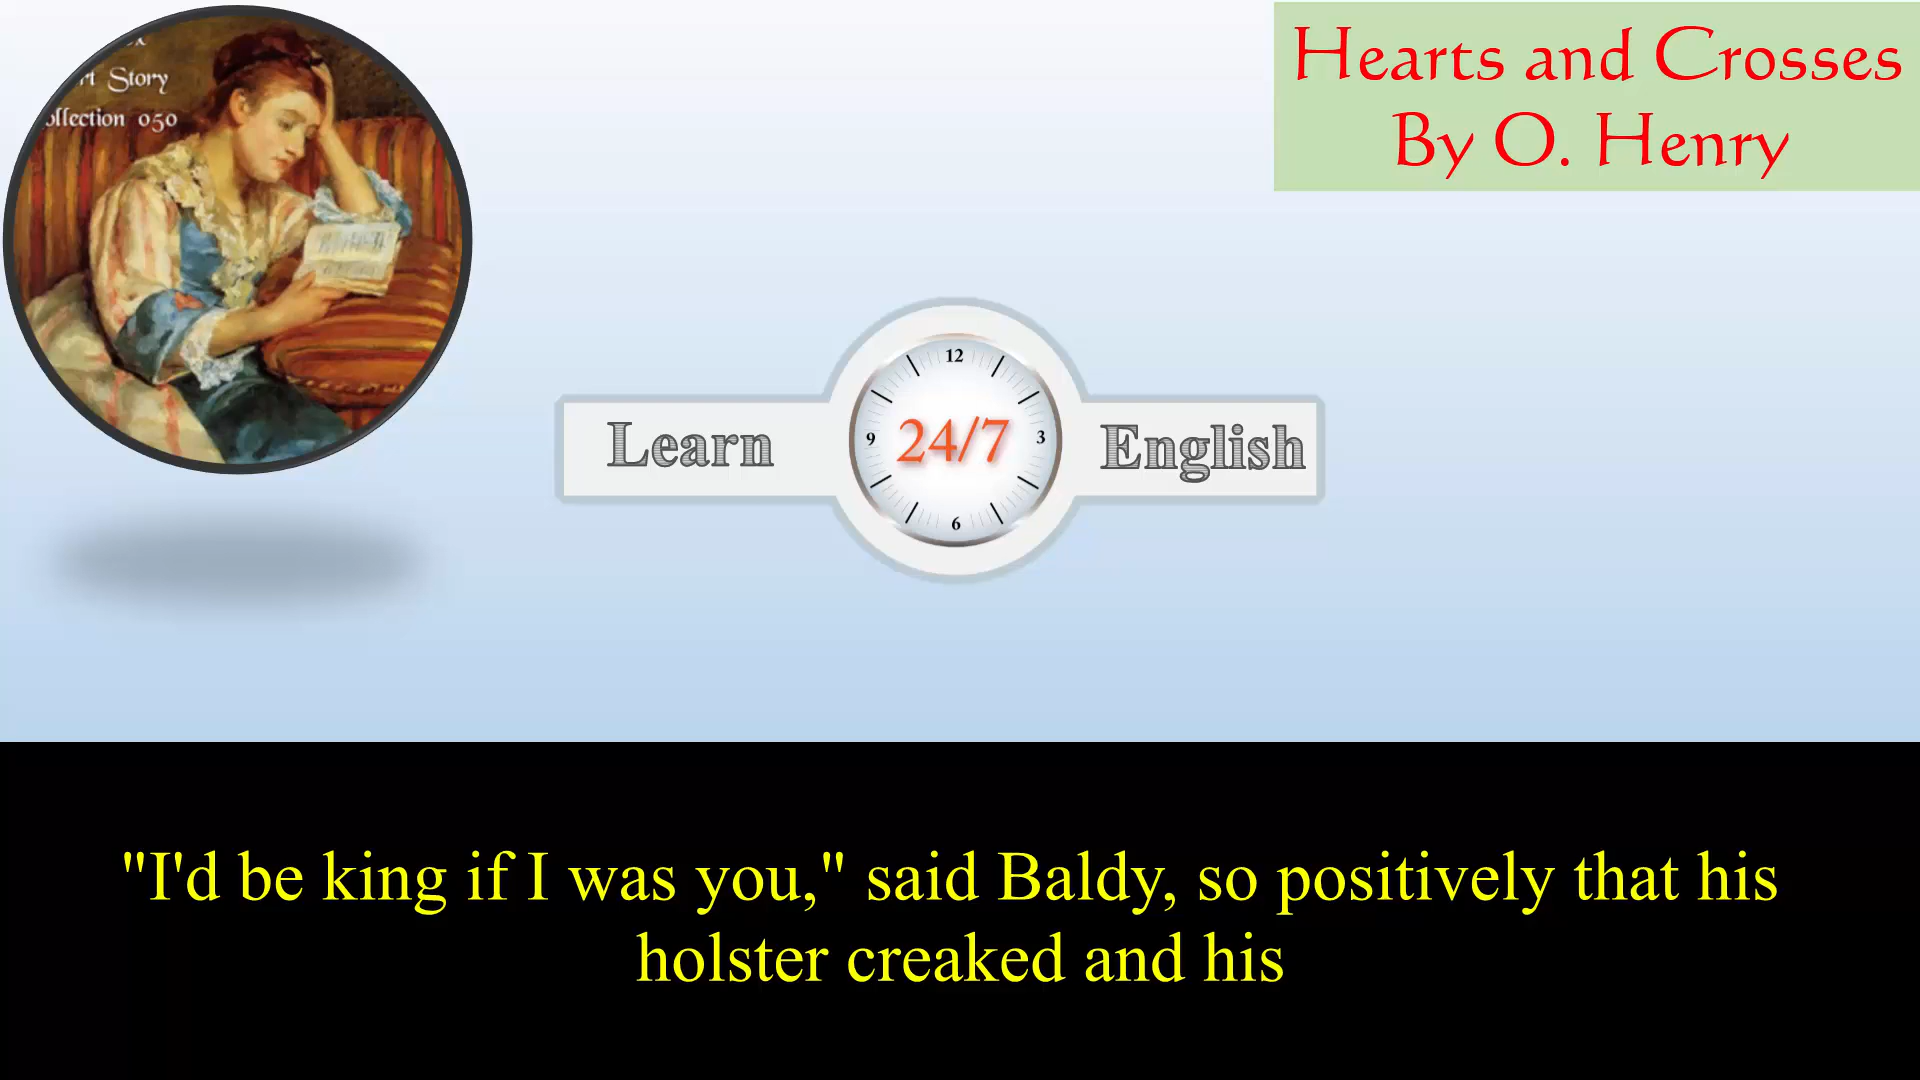 Story
050
Hearts and Crosses
By O. Henry
12
Learn
9
24/7
3
English
6
"I'd be king if I was you," said Baldy, so positively that his
holster creaked and his